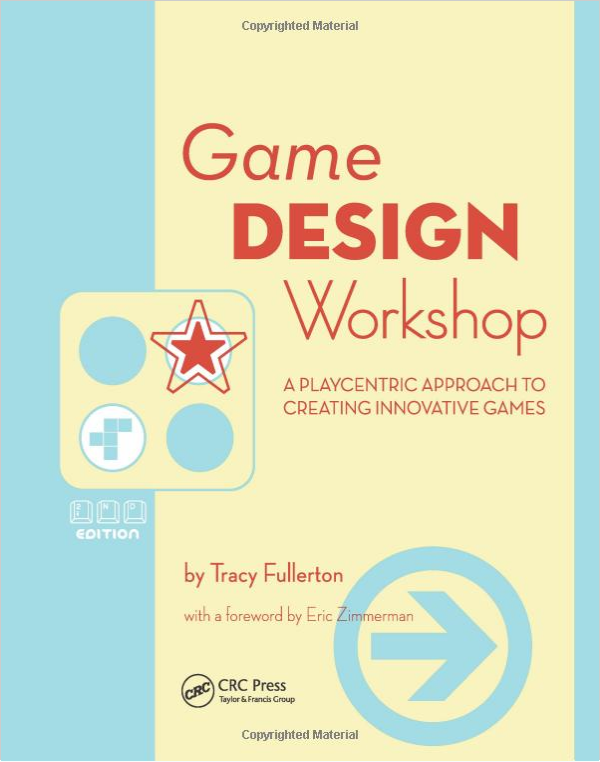 Copyrighted Material
Game
DESIGN
Workshop
A PLAYCENTRIC APPROACH TO
CREATING INNOVATIVE GAMES
2 N D
EDITION
by Tracy Fullerton
with a foreword by Eric Zimmerman
CRC CRC Press
Taylor & Francis Group
Copyrighted Material